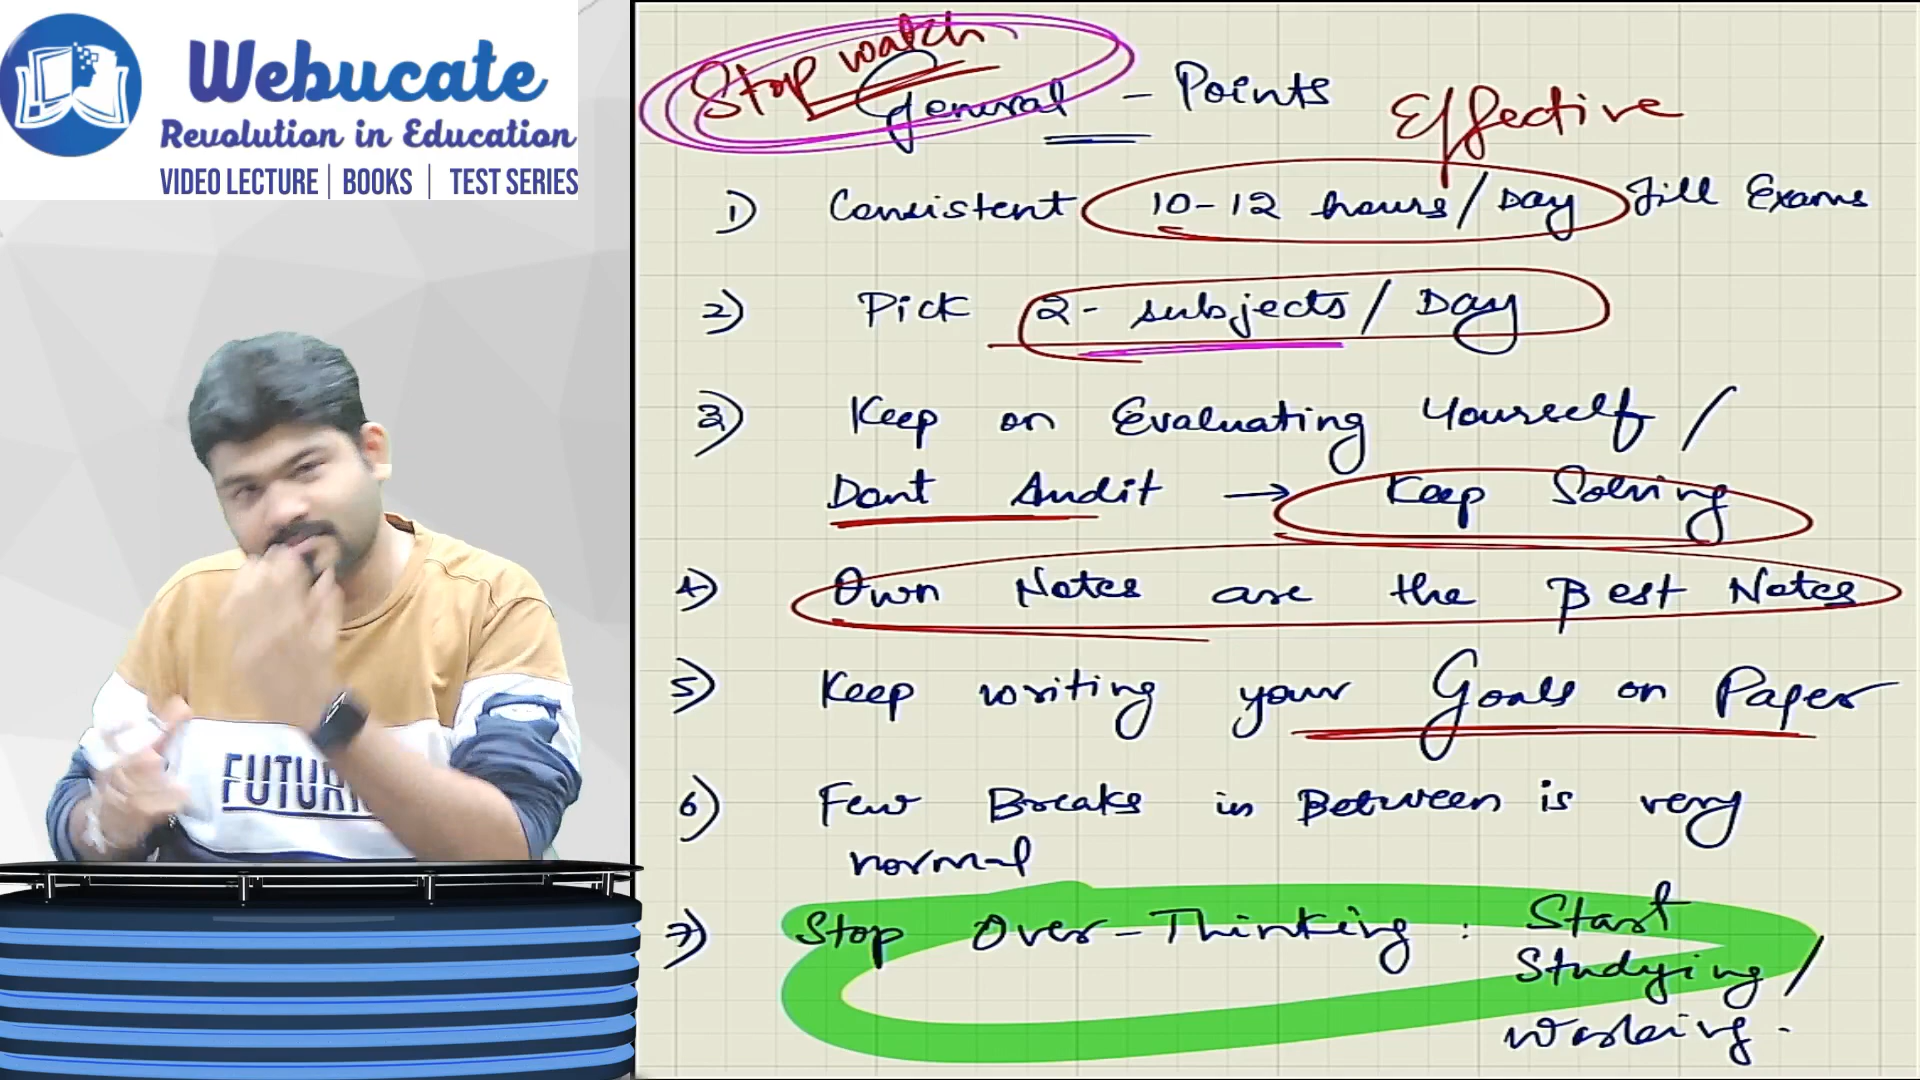 Webucate
Revolution in Education
VIDEO LECTURE | BOOKS | TEST SERIES
Stop watch
General - Points
Effective
1) Consistent 10-12 hours/Day Till Exams
2) Pick 2- subjects/Day
3) Keep on Evaluating Yourself /
Dont Audit → Keep Solving
4) Own Notes are the Best Notes
5) Keep writing your Goals on Paper
6) Few Breaks in Between is very
normal
7) Stop Over-Thinking : Start
Studying /
Working.